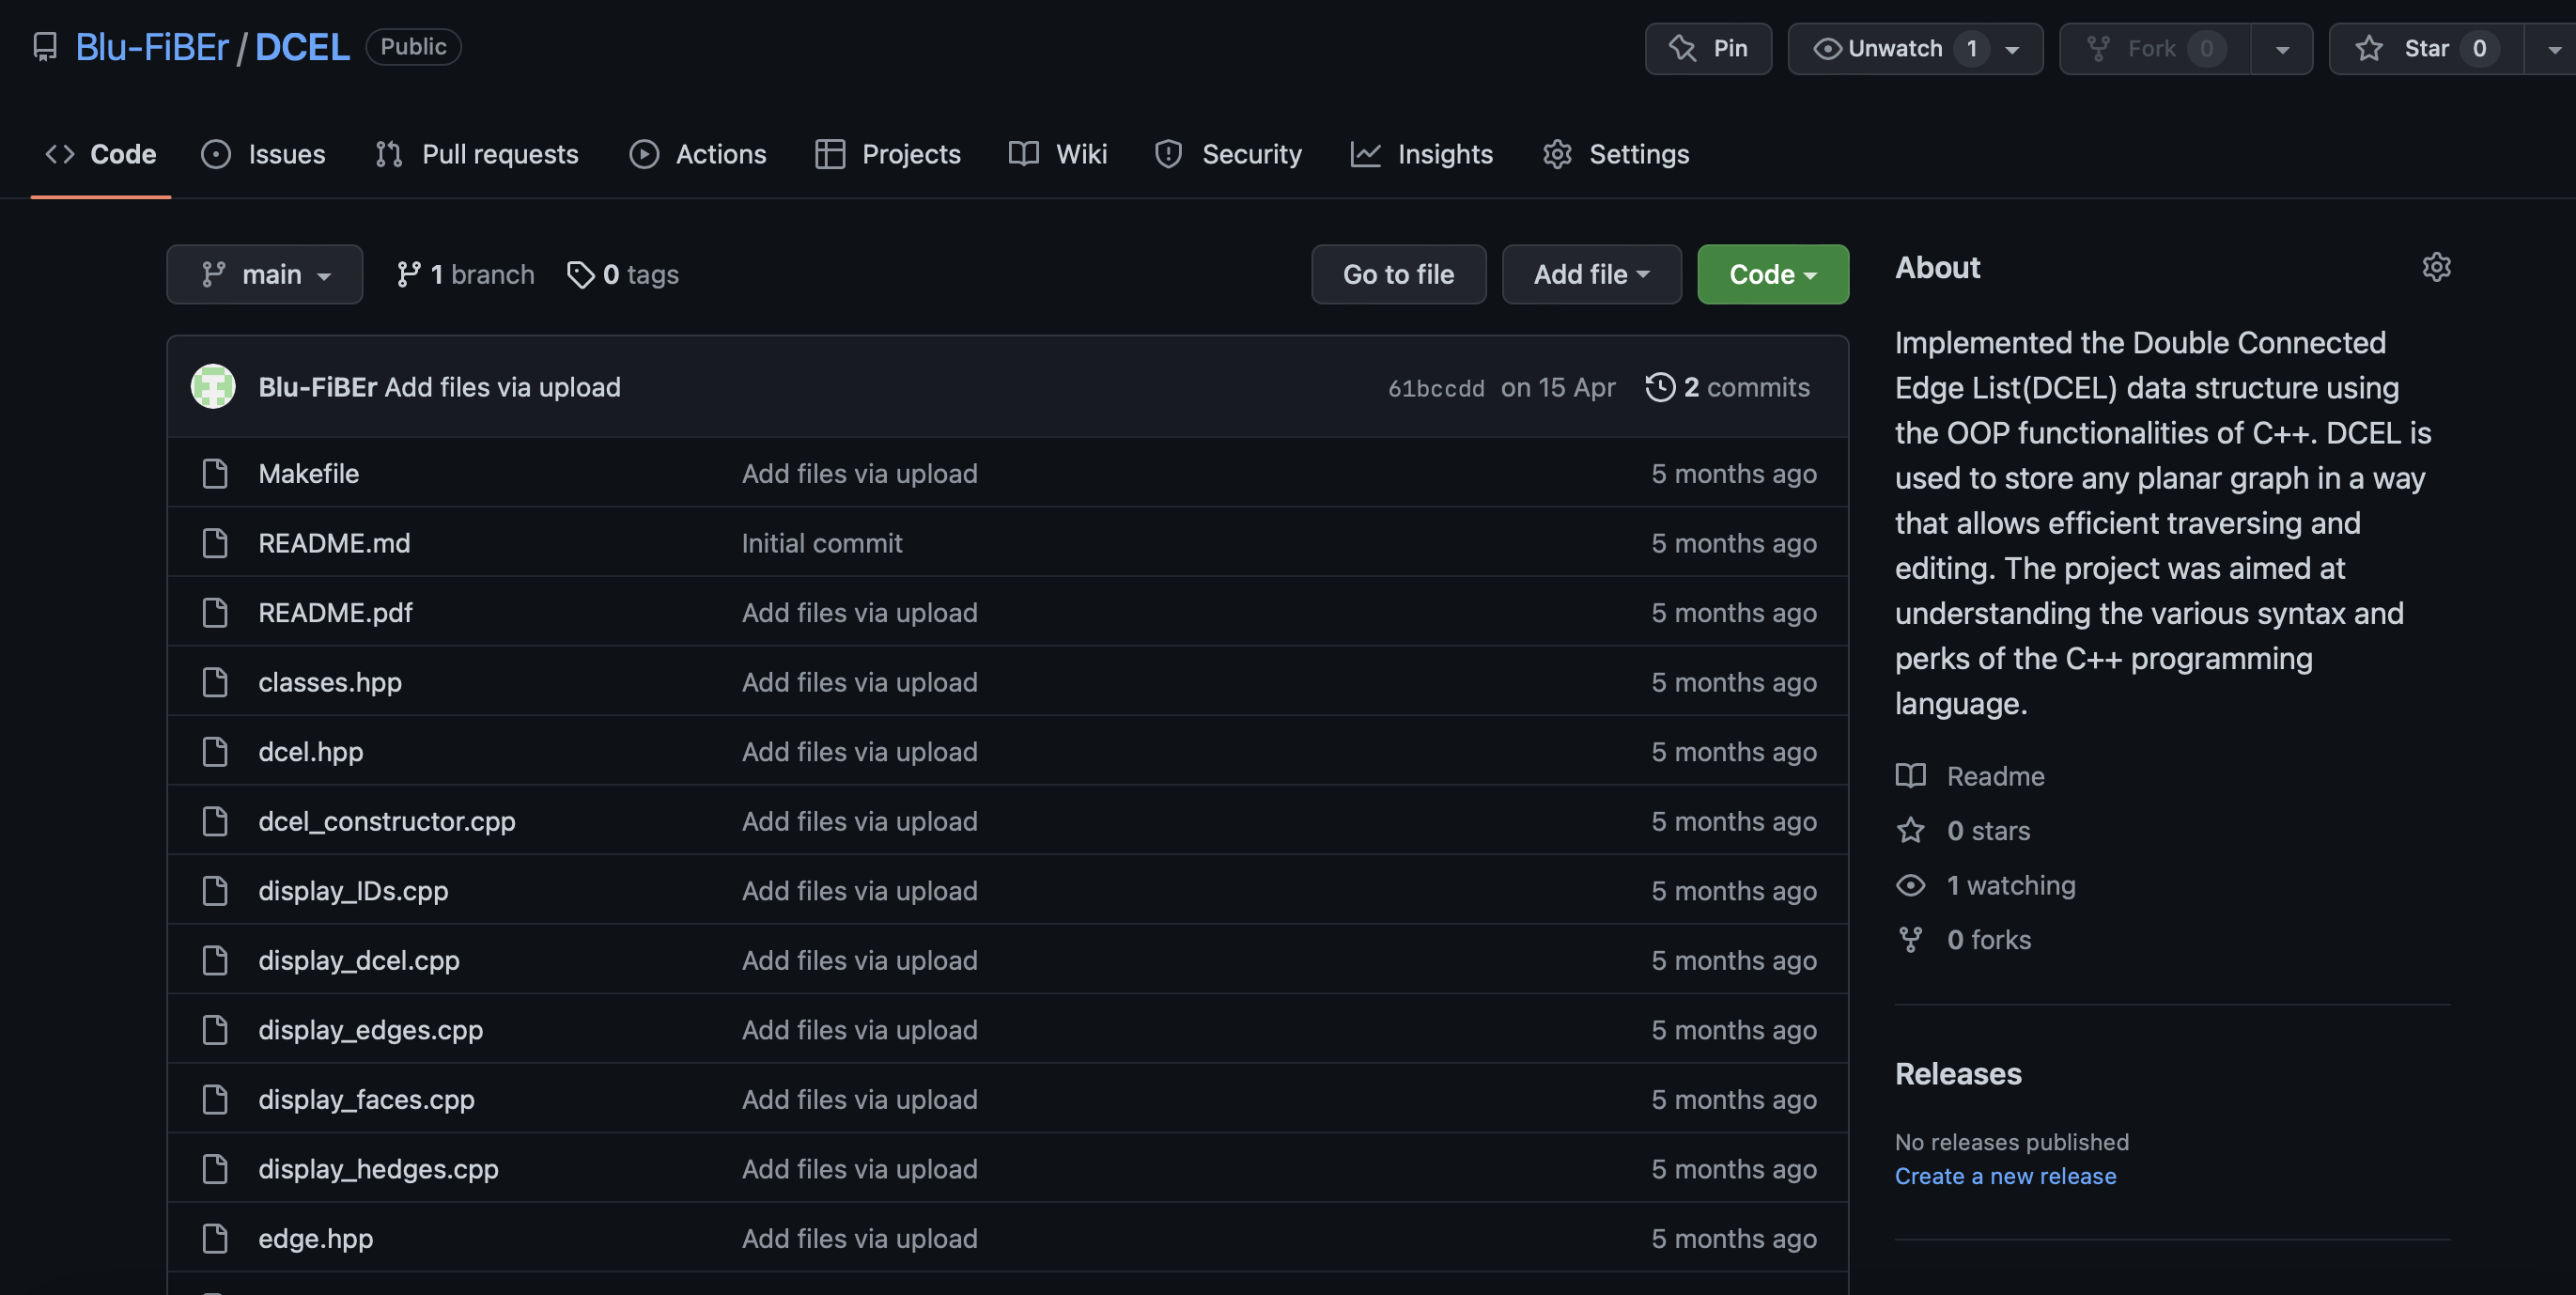 Blu-FiBEr / DCEL Public
Pin Unwatch 1 Fork 0 Star 0
Code Issues Pull requests Actions Projects Wiki Security Insights Settings
main 1 branch 0 tags Go to file Add file Code
Blu-FiBEr Add files via upload 61bccdd on 15 Apr 2 commits
Makefile Add files via upload 5 months ago
README.md Initial commit 5 months ago
README.pdf Add files via upload 5 months ago
classes.hpp Add files via upload 5 months ago
dcel.hpp Add files via upload 5 months ago
dcel_constructor.cpp Add files via upload 5 months ago
display_IDs.cpp Add files via upload 5 months ago
display_dcel.cpp Add files via upload 5 months ago
display_edges.cpp Add files via upload 5 months ago
display_faces.cpp Add files via upload 5 months ago
display_hedges.cpp Add files via upload 5 months ago
edge.hpp Add files via upload 5 months ago
About
Implemented the Double Connected
Edge List(DCEL) data structure using
the OOP functionalities of C++. DCEL is
used to store any planar graph in a way
that allows efficient traversing and
editing. The project was aimed at
understanding the various syntax and
perks of the C++ programming
language.
Readme
0 stars
1 watching
0 forks
Releases
No releases published
Create a new release